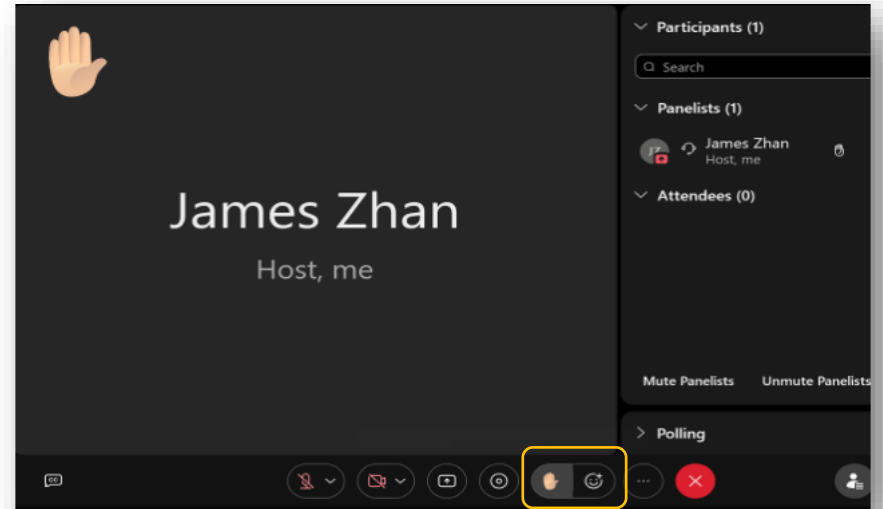 James Zhan
Host, me
Participants (1)
Search
Panelists (1)
JZ
James Zhan
Host, me
Attendees (0)
Mute Panelists
Unmute Panelists
Polling
CC